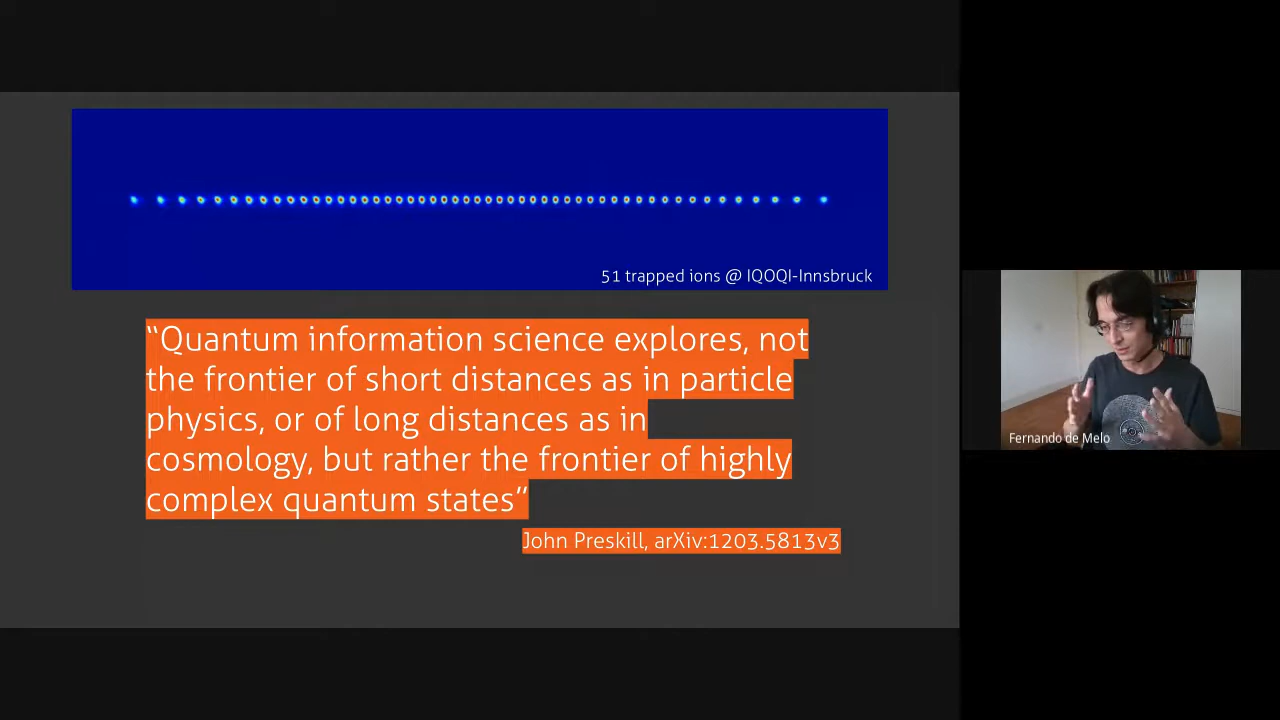 51 trapped ions @ IQOQI-Innsbruck
“Quantum information science explores, not
the frontier of short distances as in particle
physics, or of long distances as in
cosmology, but rather the frontier of highly
complex quantum states”
John Preskill, arXiv:1203.5813v3
Fernando de Melo